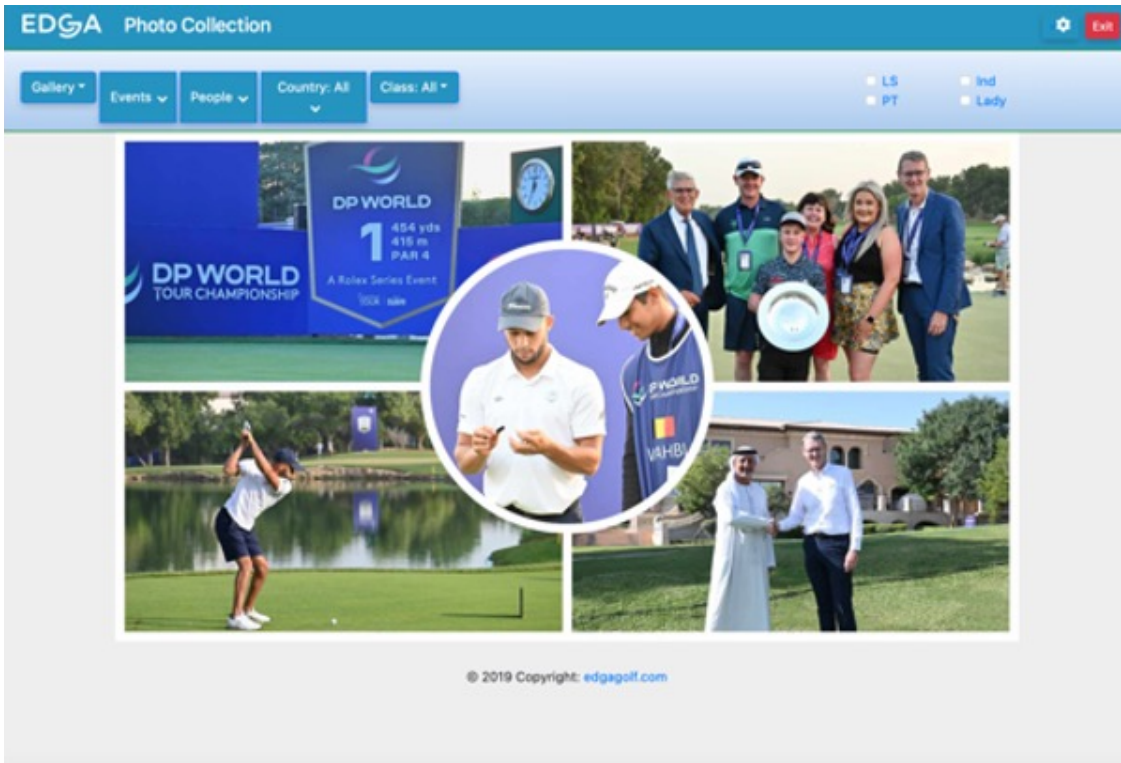 EDGA Photo Collection
Exit
Gallery
Events
People
Country: All
Class: All
LS
Ind
PT
Lady
DP WORLD
1
454 yds
415 m
PAR 4
A Rolex Series Event
DP WORLD
TOUR CHAMPIONSHIP
DP WORLD
WAHBI
© 2019 Copyright: edgagolf.com